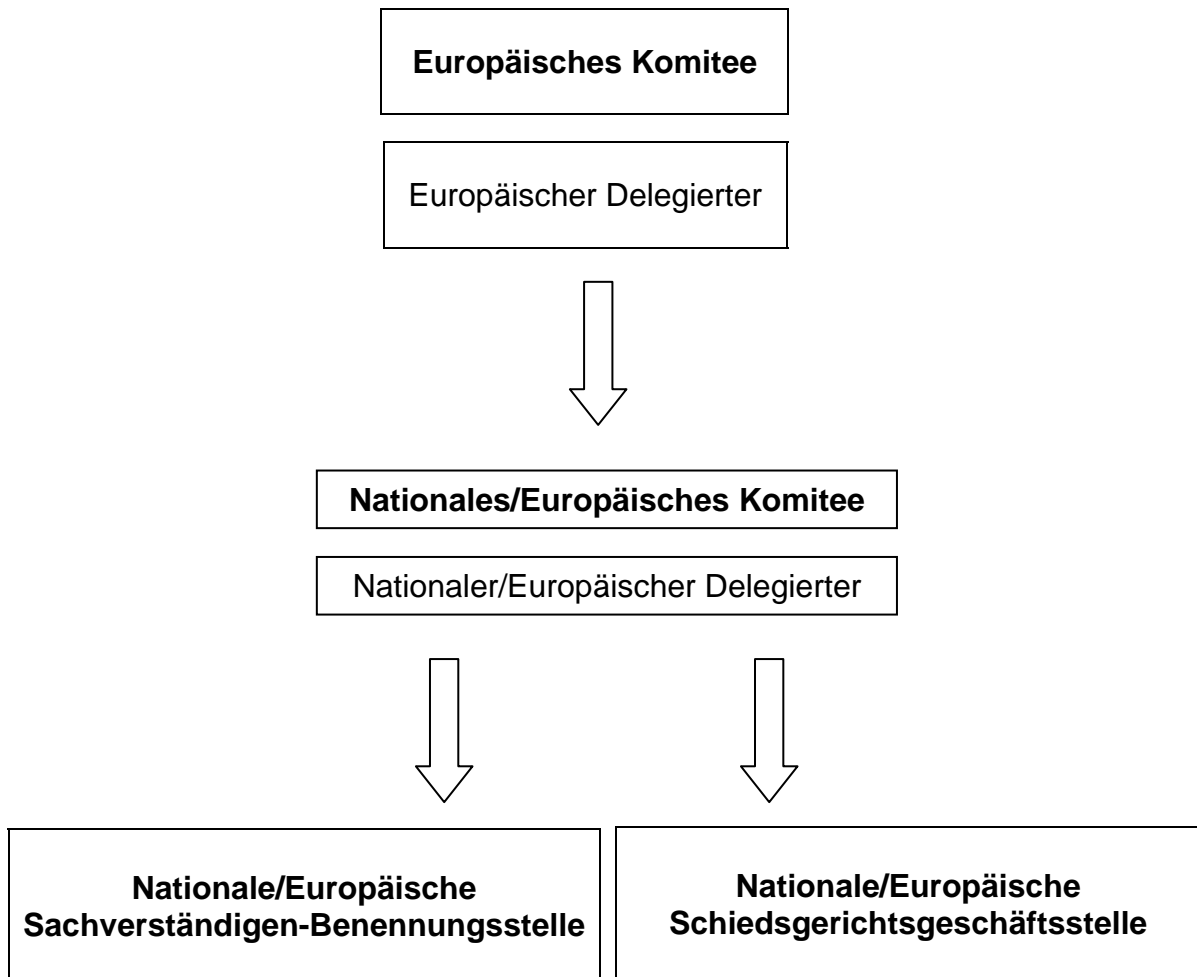 Europäisches Komitee
Europäischer Delegierter
Nationales/Europäisches Komitee
Nationaler/Europäischer Delegierter
Nationale/Europäische
Sachverständigen-Benennungsstelle
Nationale/Europäische
Schiedsgerichtsgeschäftsstelle